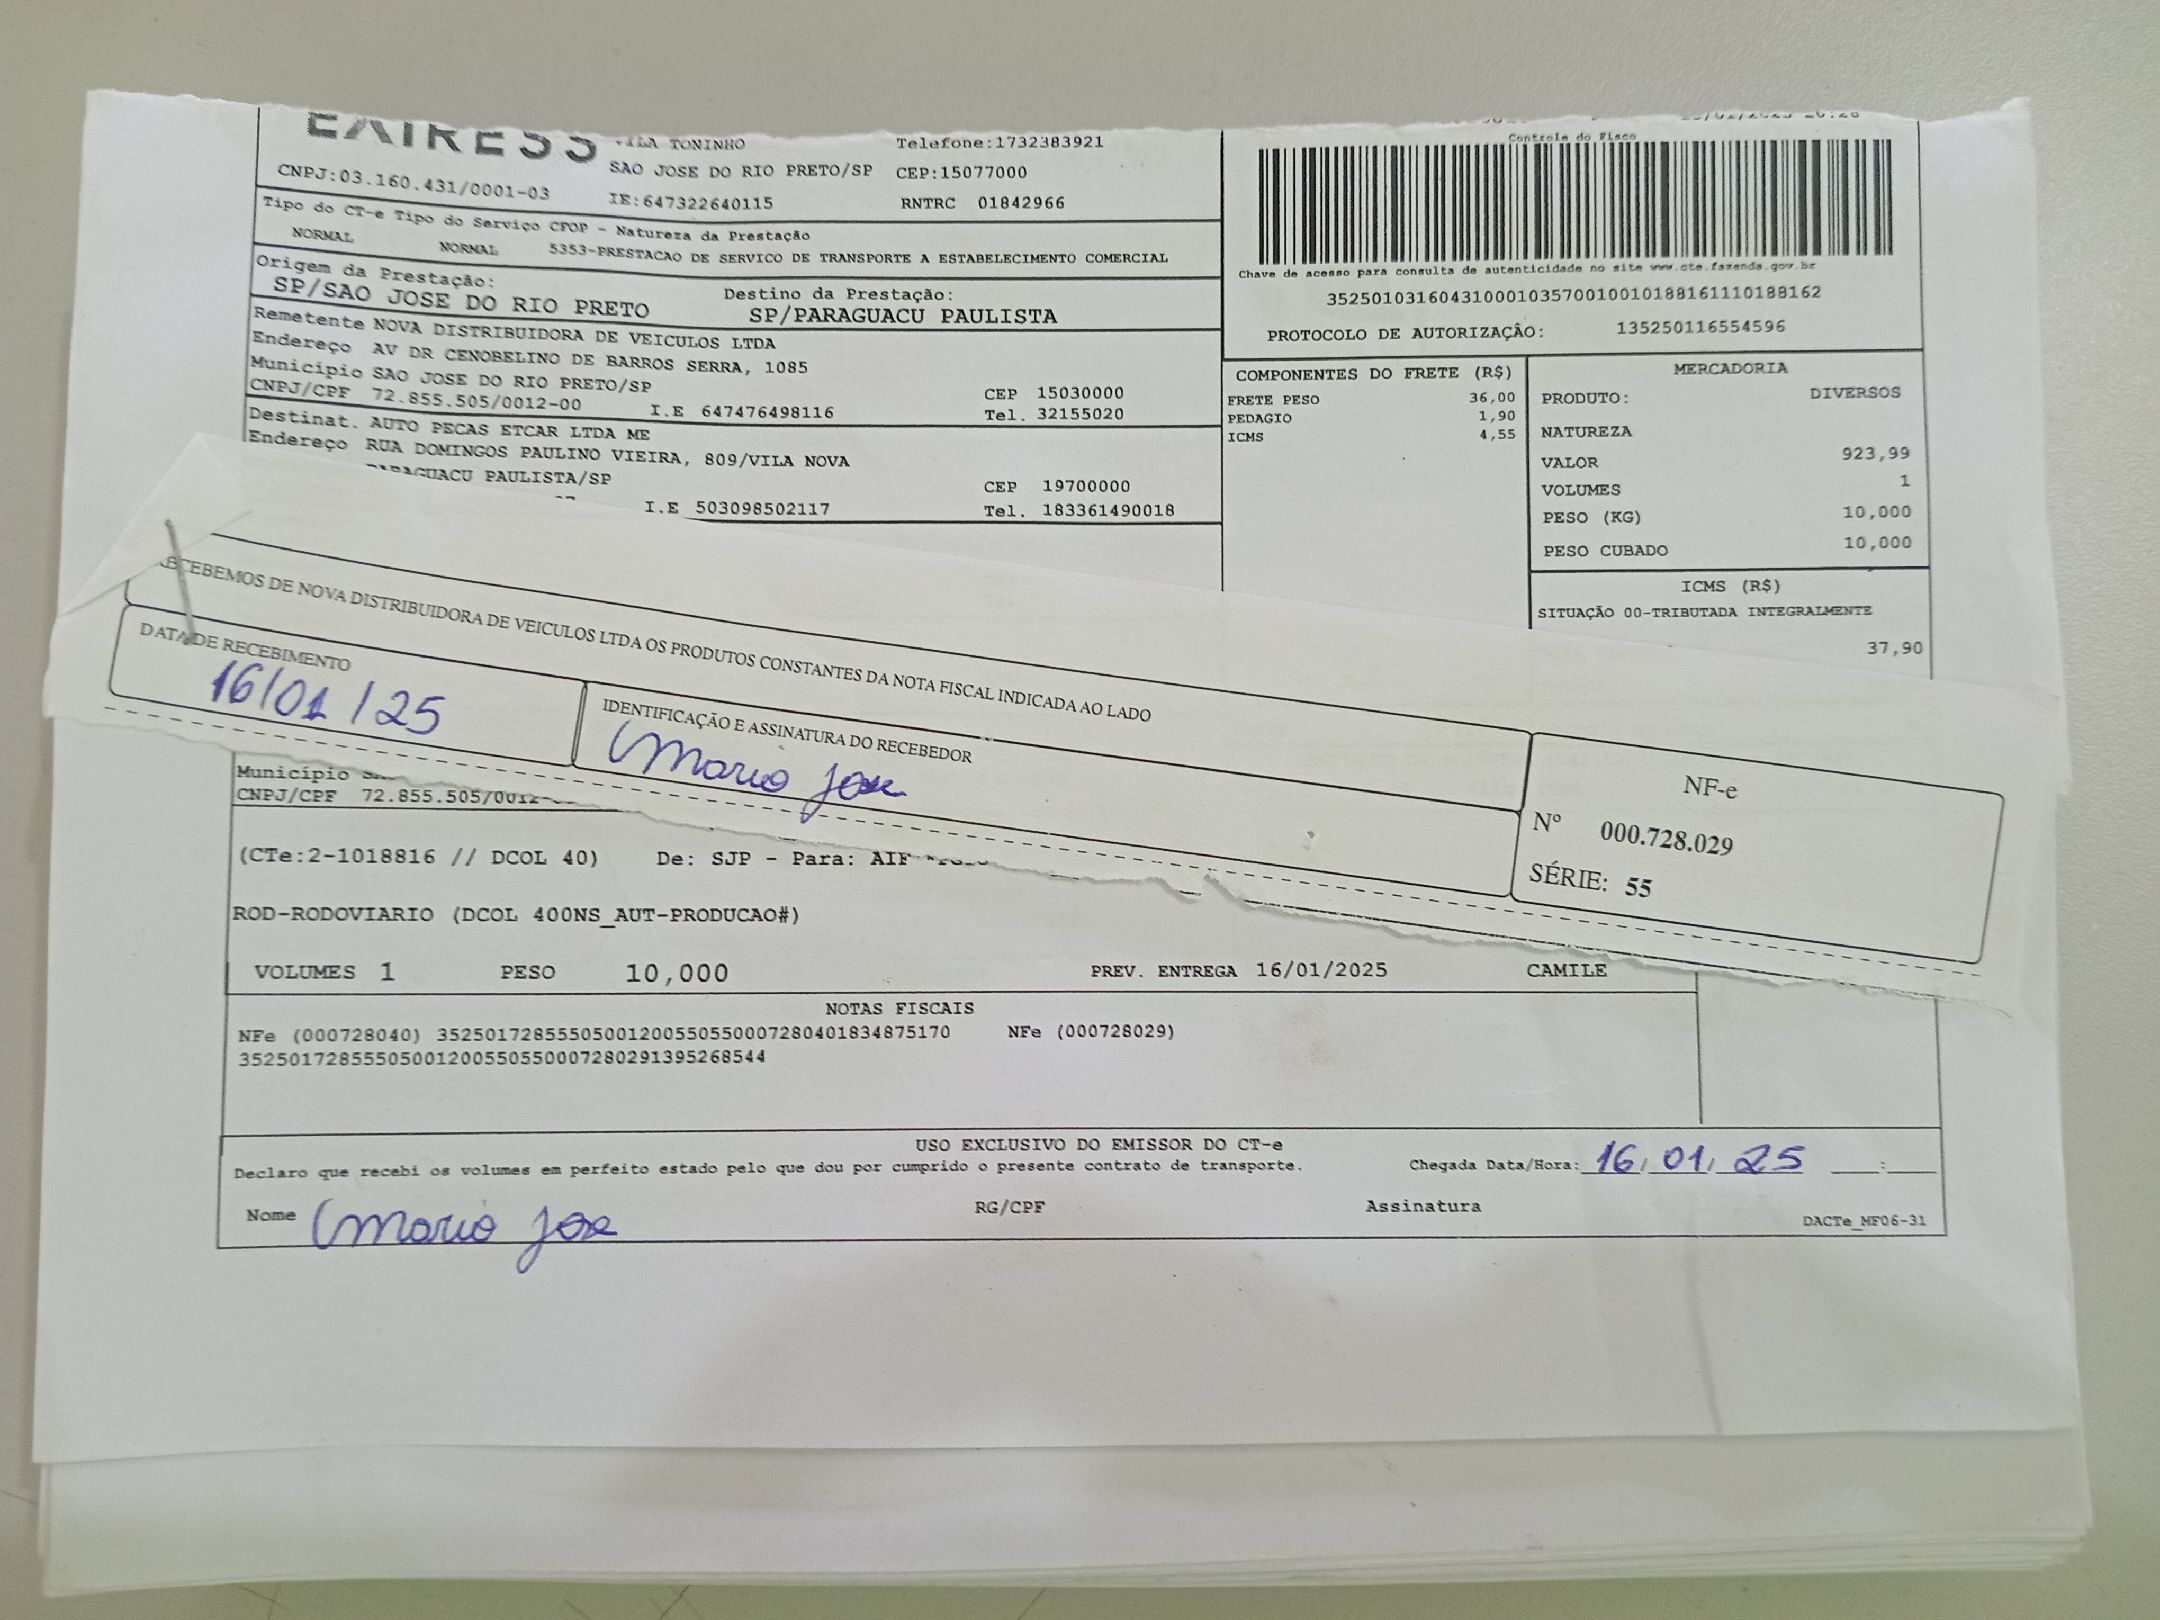 EXPRESS
VILA TONINHO
Telefone:1732383921
SAO JOSE DO RIO PRETO/SP CEP:15077000
CNPJ:03.160.431/0001-03
IE:647322640115
RNTRC 01842966
Tipo do CT-e Tipo do Serviço CFOP - Natureza da Prestação
NORMAL NORMAL 5353-PRESTACAO DE SERVICO DE TRANSPORTE A ESTABELECIMENTO COMERCIAL
Origem da Prestação:
SP/SAO JOSE DO RIO PRETO
Destino da Prestação:
SP/PARAGUACU PAULISTA
Remetente NOVA DISTRIBUIDORA DE VEICULOS LTDA
Endereço AV DR CENOBELINO DE BARROS SERRA, 1085
Município SAO JOSE DO RIO PRETO/SP
CEP 15030000
CNPJ/CPF 72.855.505/0012-00 I.E 647476498116 Tel. 32155020
Destinat. AUTO PECAS ETCAR LTDA ME
Endereço RUA DOMINGOS PAULINO VIEIRA, 809/VILA NOVA
PARAGUACU PAULISTA/SP
CEP 19700000
I.E 503098502117 Tel. 183361490018
Controle do Fisco
Chave de acesso para consulta de autenticidade no site www.cte.fazenda.gov.br
35250103160431000103570010010188161110188162
PROTOCOLO DE AUTORIZAÇÂO: 135250116554596
COMPONENTES DO FRETE (R$)
FRETE PESO 36,00
PEDAGIO 1,90
ICMS 4,55
MERCADORIA
PRODUTO: DIVERSOS
NATUREZA
VALOR 923,99
VOLUMES 1
PESO (KG) 10,000
PESO CUBADO 10,000
ICMS (R$)
SITUAÇÃO 00-TRIBUTADA INTEGRALMENTE
37,90
RECEBEMOS DE NOVA DISTRIBUIDORA DE VEICULOS LTDA OS PRODUTOS CONSTANTES DA NOTA FISCAL INDICADA AO LADO
DATA DE RECEBIMENTO
16/01/25
IDENTIFICAÇÃO E ASSINATURA DO RECEBEDOR
Mario Jose
NF-e
Nº 000.728.029
SÉRIE: 55
Município
CNPJ/CPF 72.855.505/0012-
(CTe:2-1018816 // DCOL 40) De: SJP - Para:
ROD-RODOVIARIO (DCOL 400NS_AUT-PRODUCAO#)
VOLUMES 1 PESO 10,000 PREV. ENTREGA 16/01/2025 CAMILE
NOTAS FISCAIS
NFe (000728040) 35250172855505001200550550007280401834875170 NFe (000728029)
35250172855505001200550550007280291395268544
USO EXCLUSIVO DO EMISSOR DO CT-e
Declaro que recebi os volumes em perfeito estado pelo que dou por cumprido o presente contrato de transporte. Chegada Data/Hora: 16/01/25 __:__
Nome Mario Jose RG/CPF Assinatura
DACTe_MF06-31